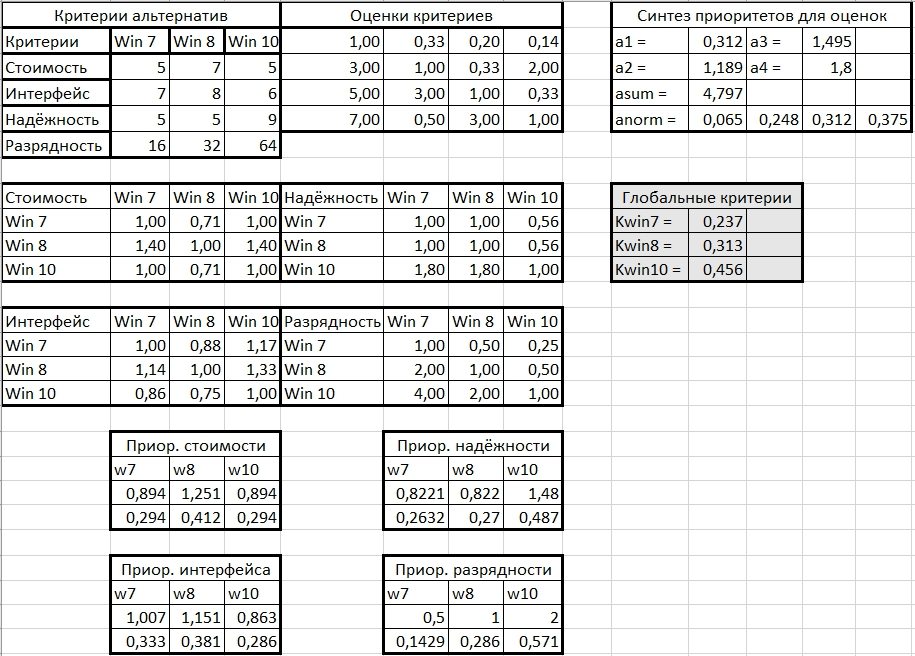 Критерии альтернатив Оценки критериев Синтез приоритетов для оценок
Критерии Win 7 Win 8 Win 10 1,00 0,33 0,20 0,14 a1 = 0,312 a3 = 1,495
Стоимость 5 7 5 3,00 1,00 0,33 2,00 a2 = 1,189 a4 = 1,8
Интерфейс 7 8 6 5,00 3,00 1,00 0,33 asum = 4,797
Надёжность 5 5 9 7,00 0,50 3,00 1,00 anorm = 0,065 0,248 0,312 0,375
Разрядность 16 32 64
Стоимость Win 7 Win 8 Win 10 Надёжность Win 7 Win 8 Win 10 Глобальные критерии
Win 7 1,00 0,71 1,00 Win 7 1,00 1,00 0,56 Kwin7 = 0,237
Win 8 1,40 1,00 1,40 Win 8 1,00 1,00 0,56 Kwin8 = 0,313
Win 10 1,00 0,71 1,00 Win 10 1,80 1,80 1,00 Kwin10 = 0,456
Интерфейс Win 7 Win 8 Win 10 Разрядность Win 7 Win 8 Win 10
Win 7 1,00 0,88 1,17 Win 7 1,00 0,50 0,25
Win 8 1,14 1,00 1,33 Win 8 2,00 1,00 0,50
Win 10 0,86 0,75 1,00 Win 10 4,00 2,00 1,00
Приор. стоимости Приор. надёжности
w7 w8 w10 w7 w8 w10
0,894 1,251 0,894 0,8221 0,822 1,48
0,294 0,412 0,294 0,2632 0,27 0,487
Приор. интерфейса Приор. разрядности
w7 w8 w10 w7 w8 w10
1,007 1,151 0,863 0,5 1 2
0,333 0,381 0,286 0,1429 0,286 0,571